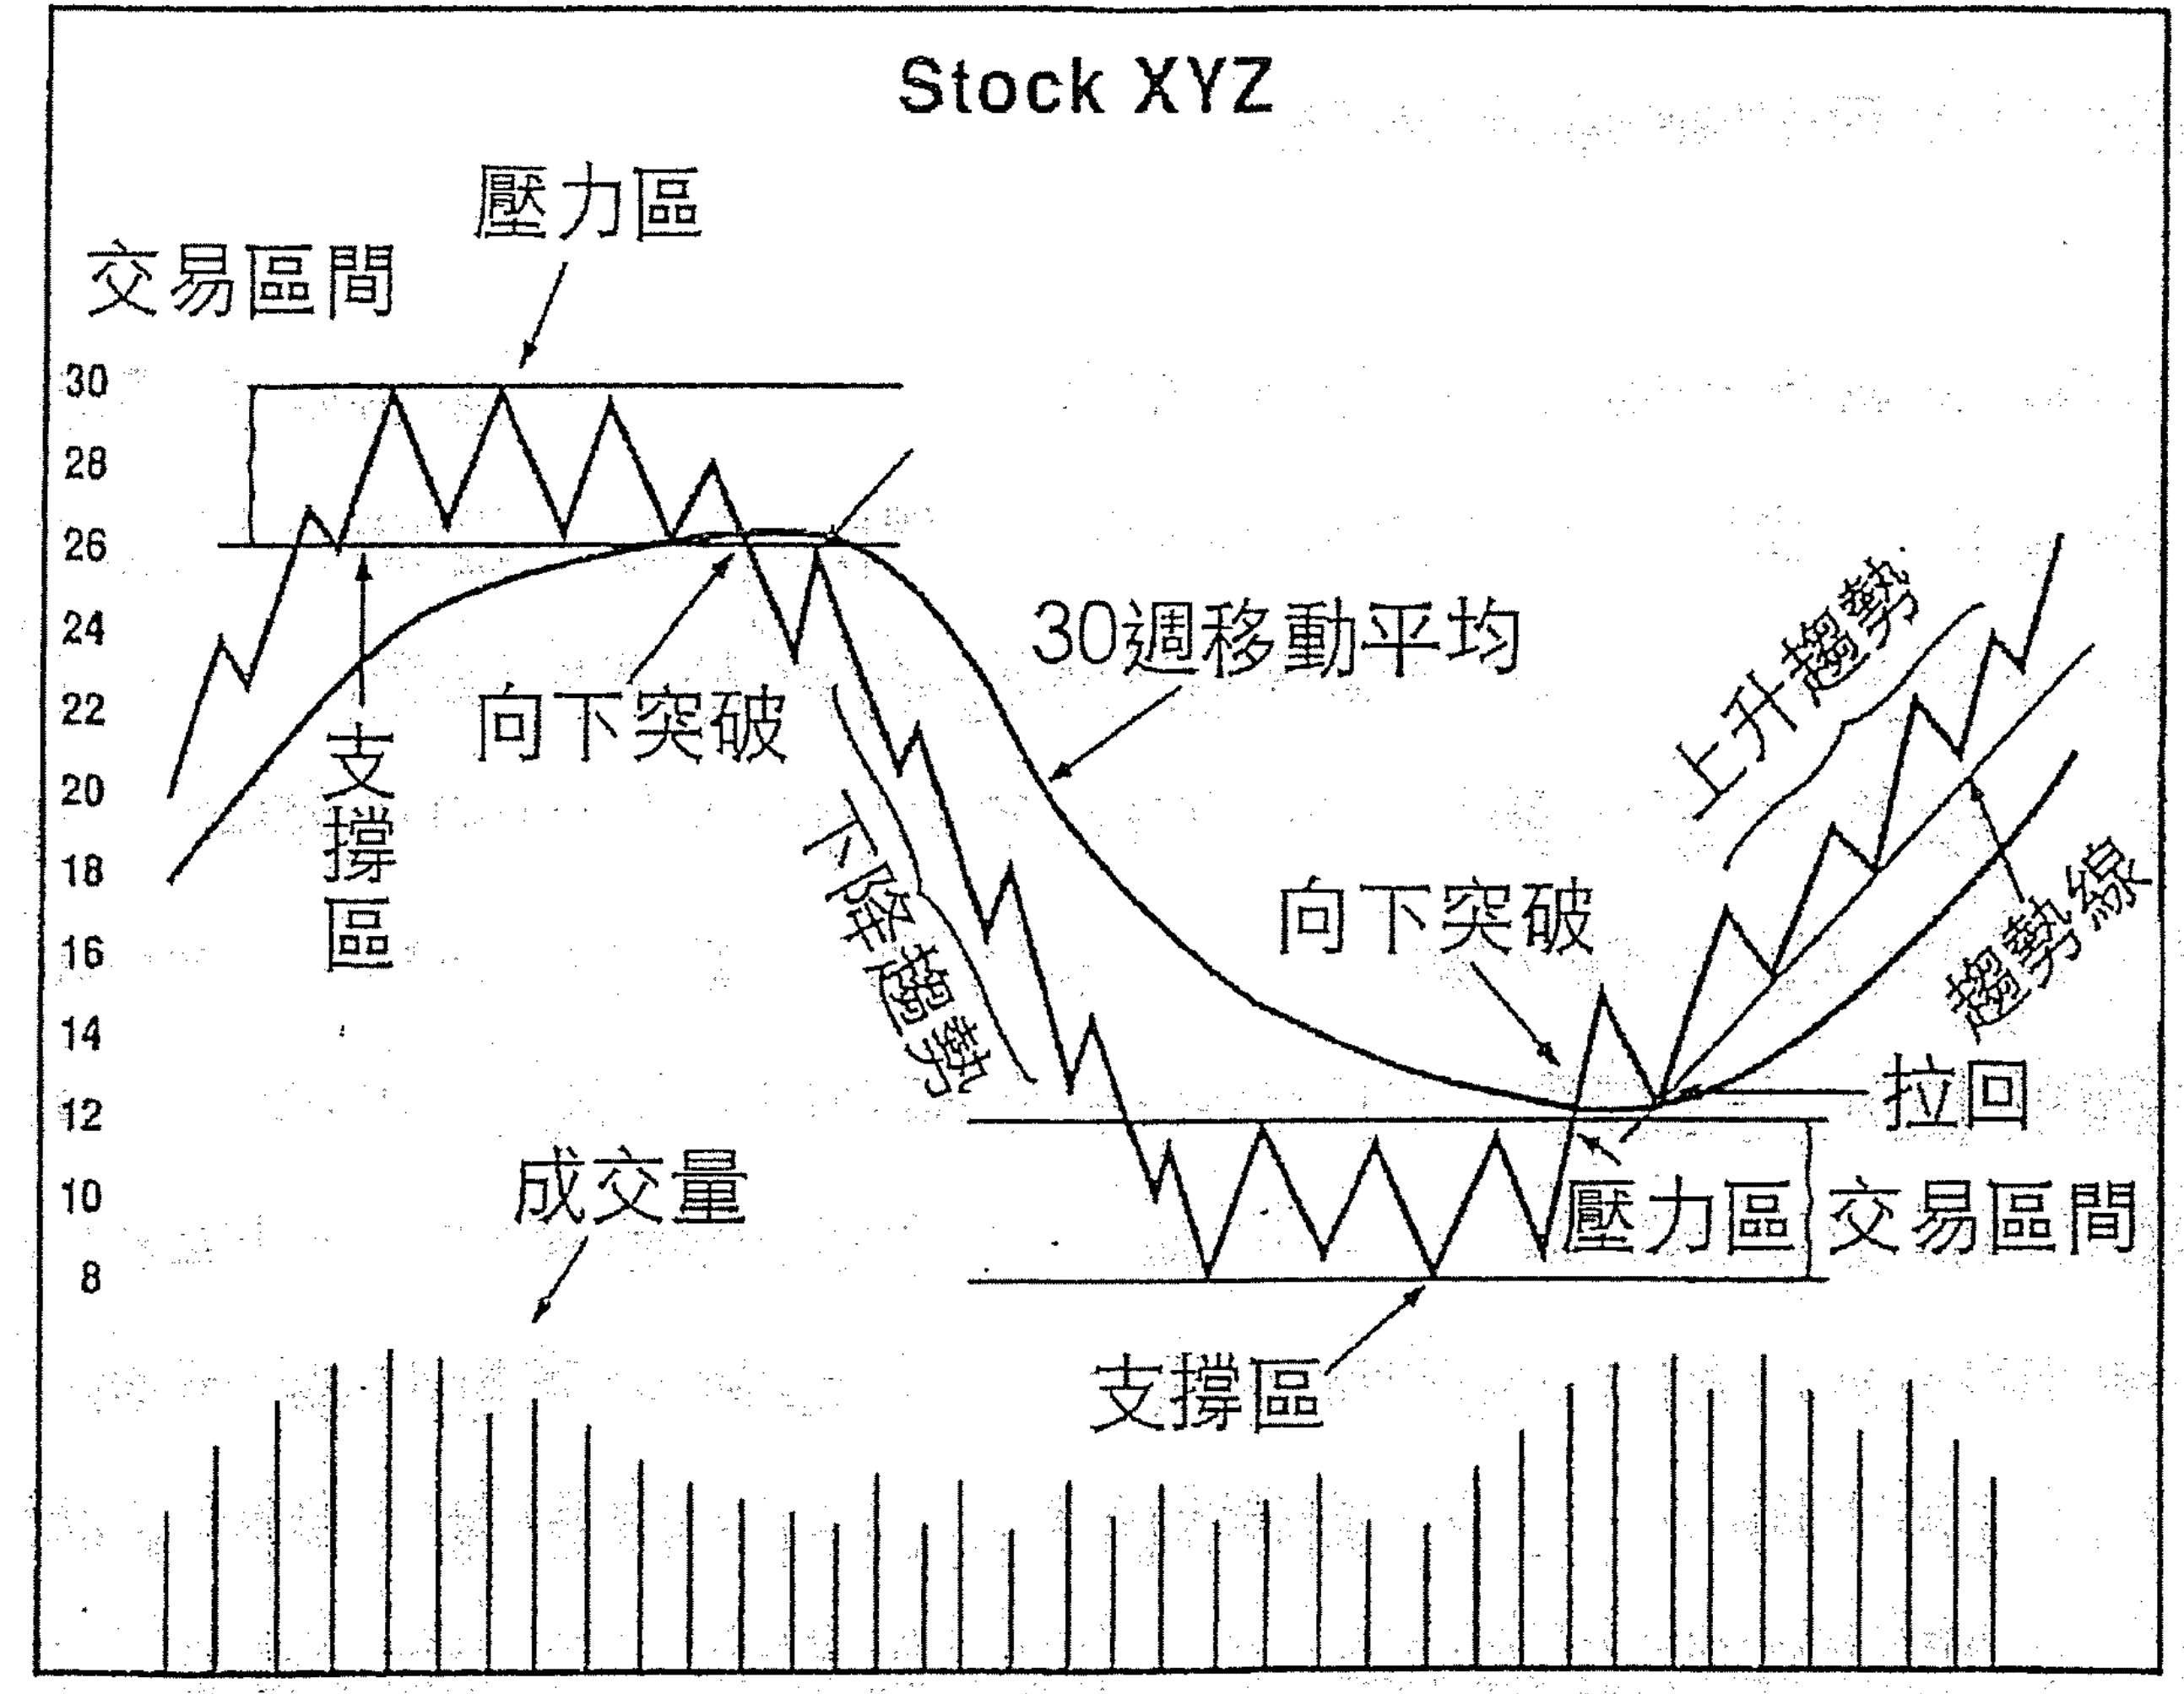 Stock XYZ
壓力區
交易區間
30
28
26
24
22
20
18
16
14
12
10
8
支撐區
向下突破
30週移動平均
下降趨勢
上升趨勢
趨勢線
向下突破
拉回
壓力區
交易區間
成交量
支撐區